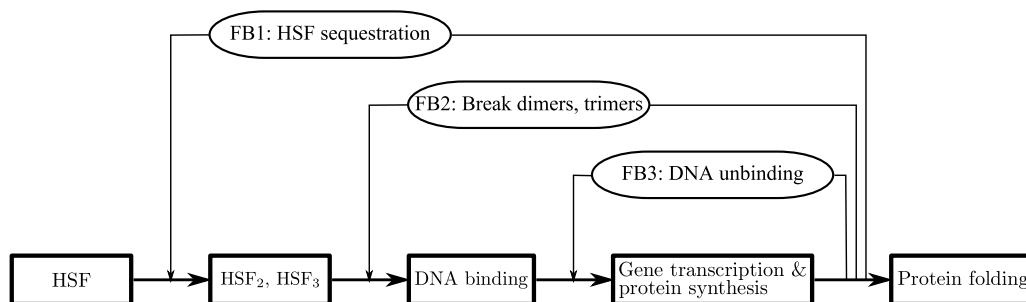 FB1: HSF sequestration
FB2: Break dimers, trimers
FB3: DNA unbinding
HSF
HSF₂, HSF₃
DNA binding
Gene transcription &
protein synthesis
Protein folding